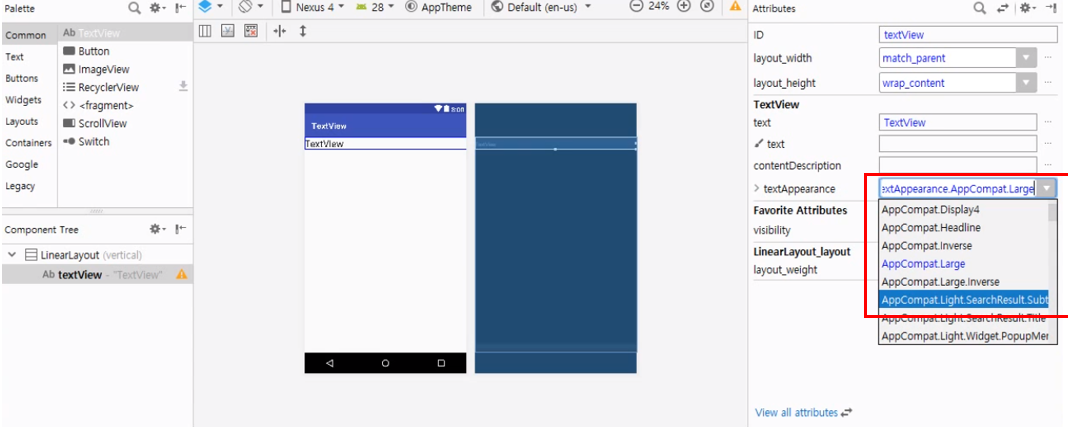 Palette
Common
Text
Buttons
Widgets
Layouts
Containers
Google
Legacy
Ab TextView
Button
ImageView
RecyclerView
<fragment>
ScrollView
Switch
Component Tree
LinearLayout (vertical)
Ab textView - "TextView"
Nexus 4
28
AppTheme
Default (en-us)
24%
8:00
TextView
TextView
TextView
Attributes
ID textView
layout_width match_parent
layout_height wrap_content
TextView
text TextView
text
contentDescription
textAppearance extAppearance.AppCompat.Large
Favorite Attributes
visibility
LinearLayout_layout
layout_weight
AppCompat.Display4
AppCompat.Headline
AppCompat.Inverse
AppCompat.Large
AppCompat.Large.Inverse
AppCompat.Light.SearchResult.Subt
AppCompat.Light.SearchResult.Title
AppCompat.Light.Widget.PopupMer
View all attributes